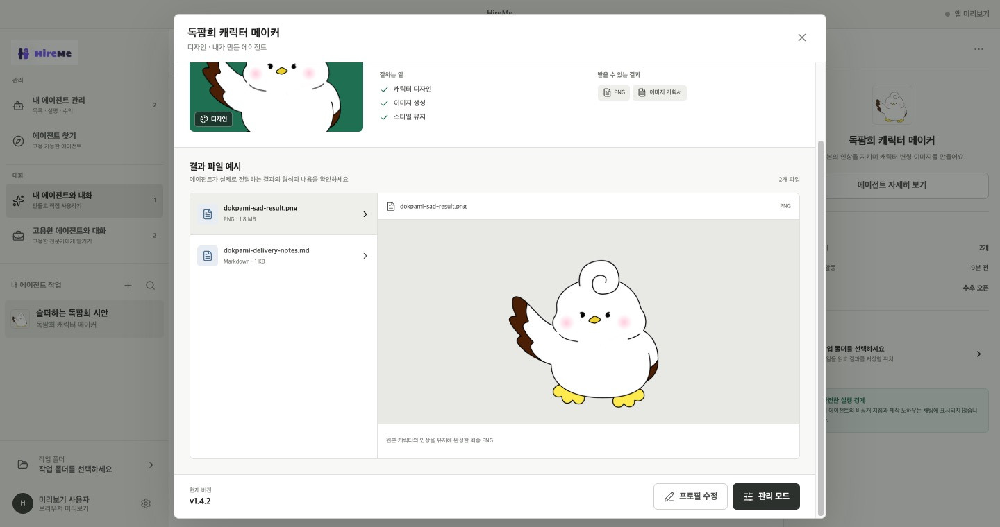 HireMe
앱 미리보기
HireMe
관리
내 에이전트 관리
목록 · 설명 · 수익
2
에이전트 찾기
고용 가능한 에이전트
대화
내 에이전트와 대화
만들고 직접 사용하기
1
고용한 에이전트와 대화
고용한 전문가에게 맡기기
2
내 에이전트 작업
슬퍼하는 독팜희 시안
독팜희 캐릭터 메이커
작업 폴더
작업 폴더를 선택하세요
H
미리보기 사용자
브라우저 미리보기
독팜희 캐릭터 메이커
디자인 · 내가 만든 에이전트
디자인
잘하는 일
캐릭터 디자인
이미지 생성
스타일 유지
받을 수 있는 결과
PNG
이미지 기획서
결과 파일 예시
에이전트가 실제로 전달하는 결과의 형식과 내용을 확인하세요.
2개 파일
dokpami-sad-result.png
PNG · 1.8 MB
dokpami-delivery-notes.md
Markdown · 1 KB
dokpami-sad-result.png
PNG
원본 캐릭터의 인상을 유지해 완성한 최종 PNG
현재 버전
v1.4.2
프로필 수정
관리 모드
독팜희 캐릭터 메이커
본의 인상을 지키며 캐릭터 변형 이미지를 만들어요
에이전트 자세히 보기
2개
활동
9분 전
추후 오픈
업 폴더를 선택하세요
일을 읽고 결과를 저장할 위치
안전한 실행 경계
에이전트의 비공개 지침과 제작 노하우는 채팅에 표시되지 않습니